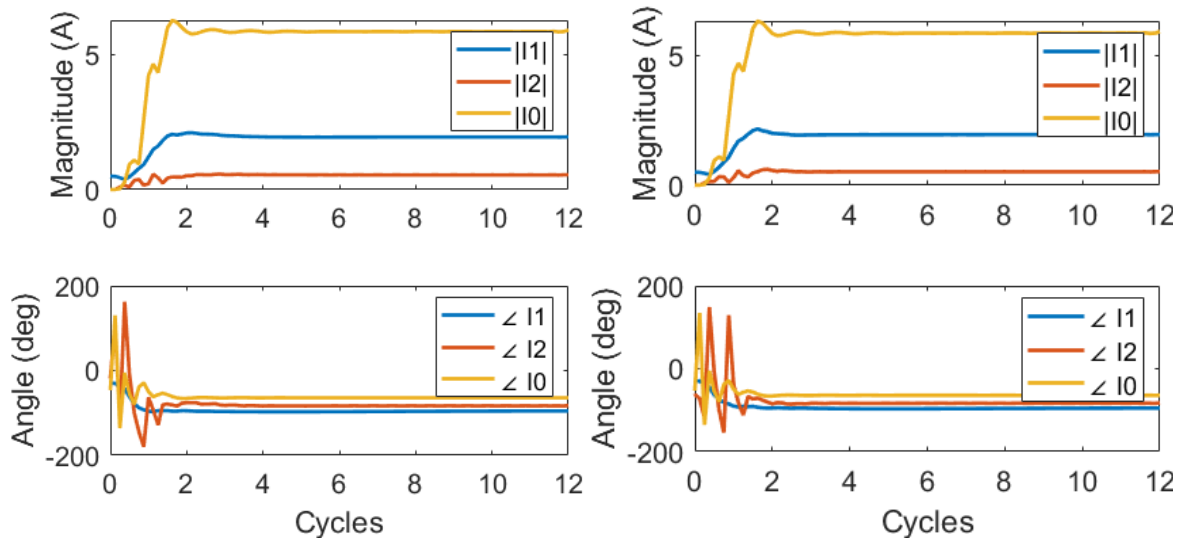 Magnitude (A)
5
0
|I1|
|I2|
|I0|
0 2 4 6 8 10 12
Magnitude (A)
5
0
|I1|
|I2|
|I0|
0 2 4 6 8 10 12
Angle (deg)
200
0
-200
∠ I1
∠ I2
∠ I0
0 2 4 6 8 10 12
Cycles
Angle (deg)
200
0
-200
∠ I1
∠ I2
∠ I0
0 2 4 6 8 10 12
Cycles